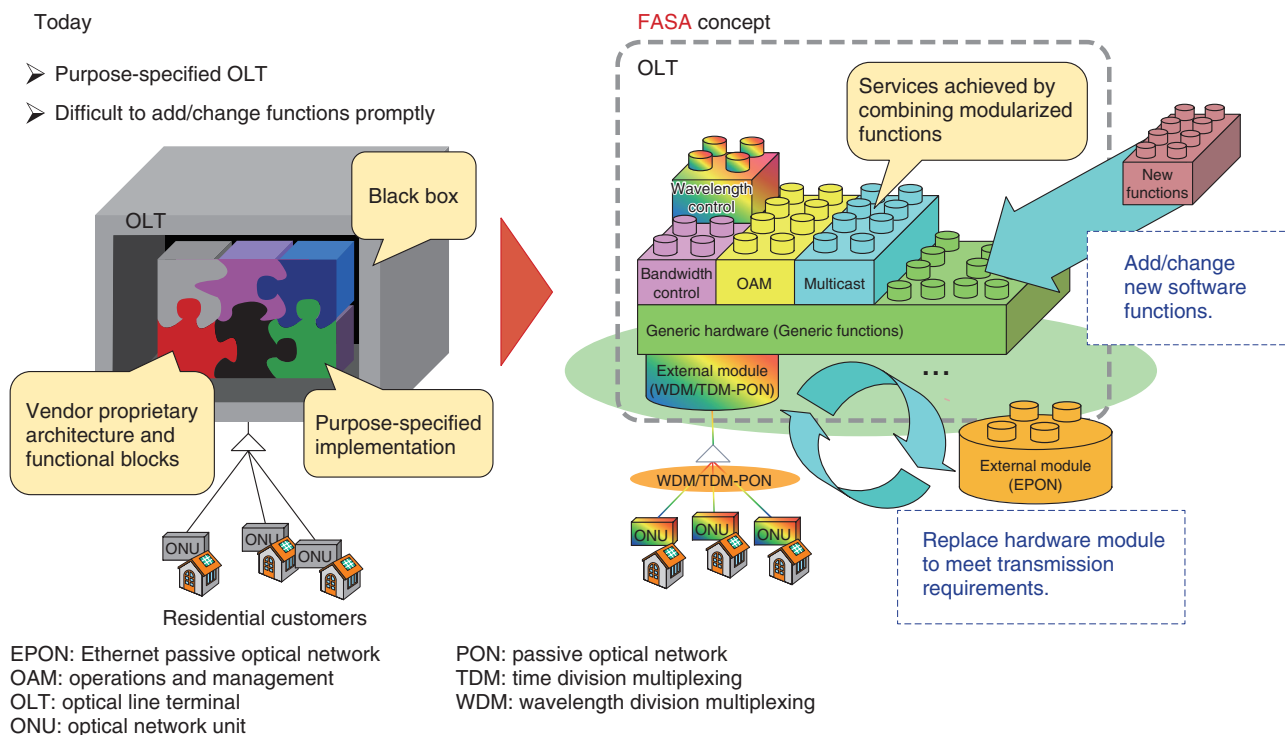 Today
➢ Purpose-specified OLT
➢ Difficult to add/change functions promptly
OLT
Black box
Vendor proprietary
architecture and
functional blocks
Purpose-specified
implementation
ONU
ONU
ONU
Residential customers
FASA concept
OLT
Services achieved by
combining modularized
functions
New
functions
Wavelength
control
Bandwidth
control
OAM
Multicast
Generic hardware (Generic functions)
Add/change
new software
functions.
External module
(WDM/TDM-PON)
...
External module
(EPON)
WDM/TDM-PON
ONU
ONU
ONU
Replace hardware module
to meet transmission
requirements.
EPON: Ethernet passive optical network
OAM: operations and management
OLT: optical line terminal
ONU: optical network unit
PON: passive optical network
TDM: time division multiplexing
WDM: wavelength division multiplexing